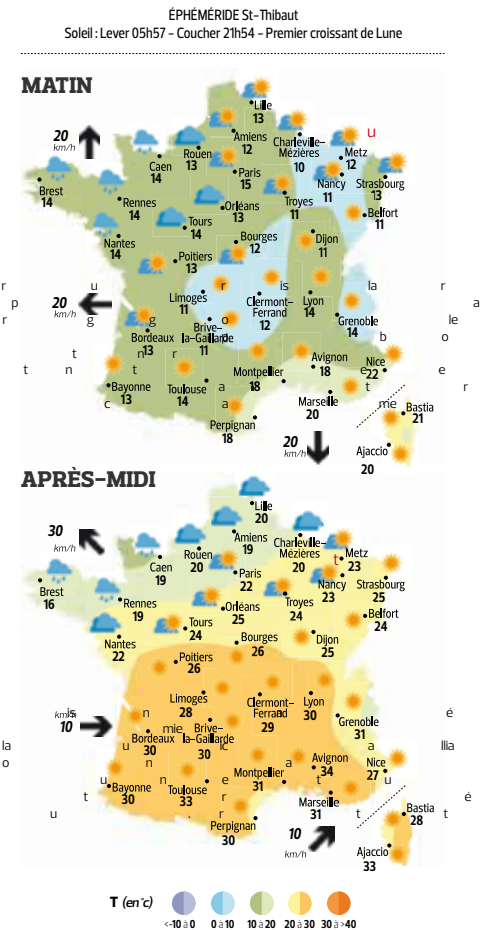 ÉPHÉMÉRIDE St-Thibaut
Soleil : Lever 05h57 - Coucher 21h54 - Premier croissant de Lune
MATIN
Lille
13
20
km/h
Amiens
12
Charleville-
Mézières
10
u
Rouen
13
Metz
12
Caen
14
Paris
15
Nancy
11
Strasbourg
13
Brest
14
Rennes
14
Orléans
13
Troyes
11
Belfort
11
Tours
14
Nantes
14
Bourges
12
Dijon
11
Poitiers
13
20
km/h
Limoges
11
Clermont-
Ferrand
12
Lyon
14
Grenoble
14
Bordeaux
13
Brive-
la-Gaillarde
11
Avignon
18
Nice
22
Montpellier
18
Bayonne
13
Toulouse
14
Marseille
20
Perpignan
18
Bastia
21
20
km/h
Ajaccio
20
APRÈS-MIDI
Lille
20
30
km/h
Amiens
19
Charleville-
Mézières
20
Rouen
20
t
Metz
23
Caen
19
Paris
22
Nancy
23
Strasbourg
25
Brest
16
Rennes
19
Orléans
25
Troyes
24
Belfort
24
Tours
24
Nantes
22
Bourges
26
Dijon
25
Poitiers
26
Limoges
28
Clermont-
Ferrand
29
Lyon
30
km/h
10
Grenoble
31
Bordeaux
30
Brive-
la-Gaillarde
30
Avignon
34
Nice
27
Montpellier
31
Bayonne
30
Toulouse
33
Marseille
31
Perpignan
30
Bastia
28
10
km/h
Ajaccio
33
T (en°c)
<-10 à 0
0 à 10
10 à 20
20 à 30
30 à >40